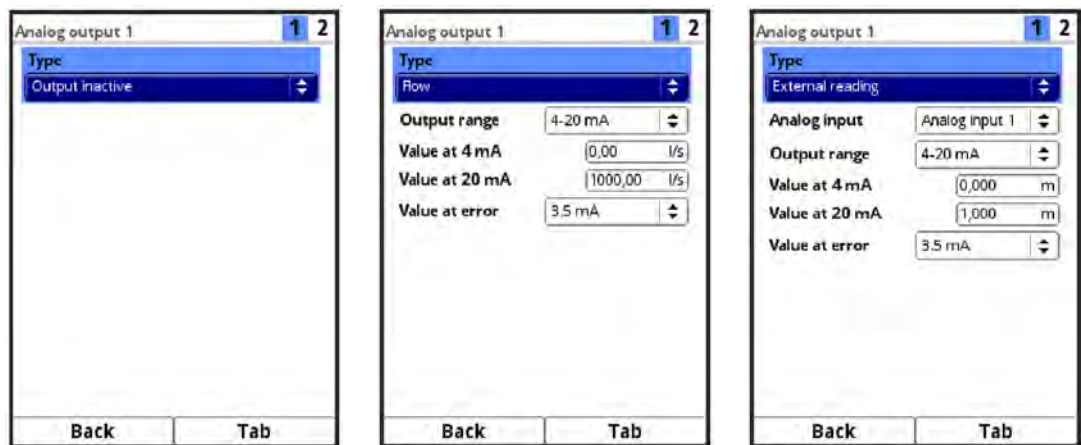 Analog output 1 1 2
Type
Output inactive
Back Tab
Analog output 1 1 2
Type
Flow
Output range 4-20 mA
Value at 4 mA 0,00 l/s
Value at 20 mA 1000,00 l/s
Value at error 3.5 mA
Back Tab
Analog output 1 1 2
Type
External reading
Analog input Analog input 1
Output range 4-20 mA
Value at 4 mA 0,000 m
Value at 20 mA 1,000 m
Value at error 3.5 mA
Back Tab